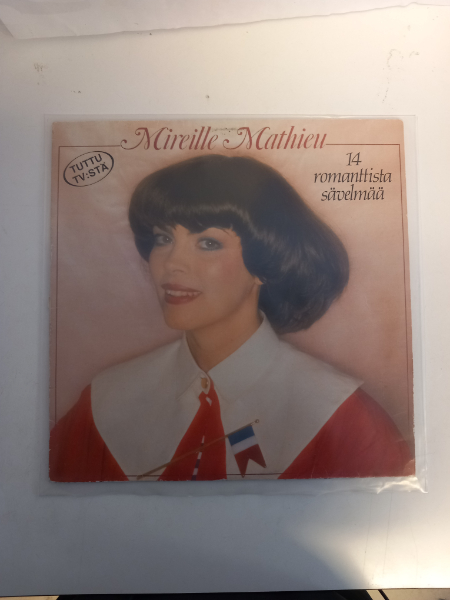 Mireille Mathieu
TUTTU
TV:STÄ
14
romanttista
sävelmää